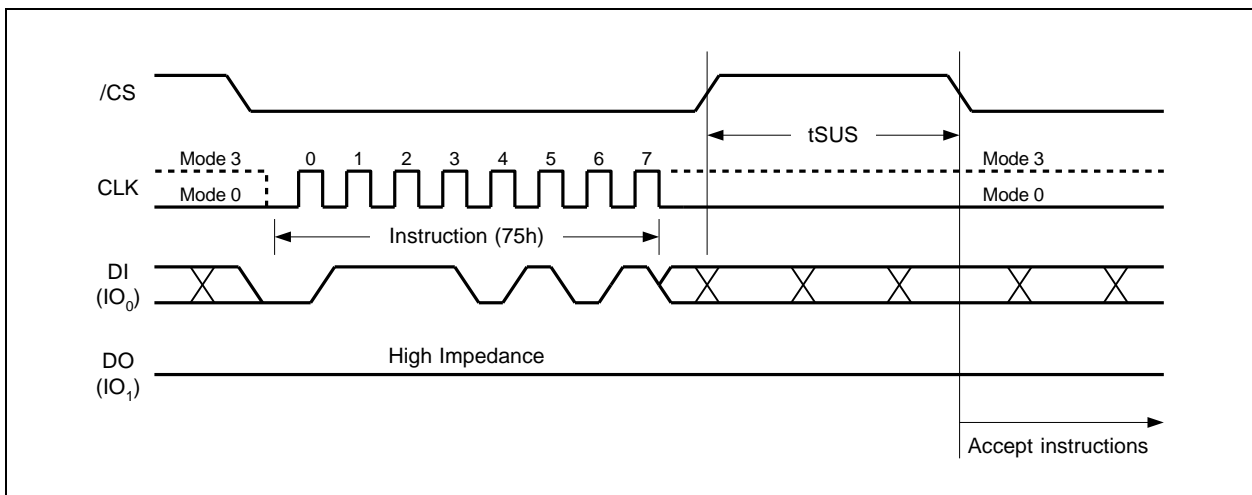 /CS
tSUS
Mode 3 0 1 2 3 4 5 6 7 Mode 3
CLK
Mode 0 Mode 0
Instruction (75h)
DI
(IO₀)
High Impedance
DO
(IO₁)
Accept instructions